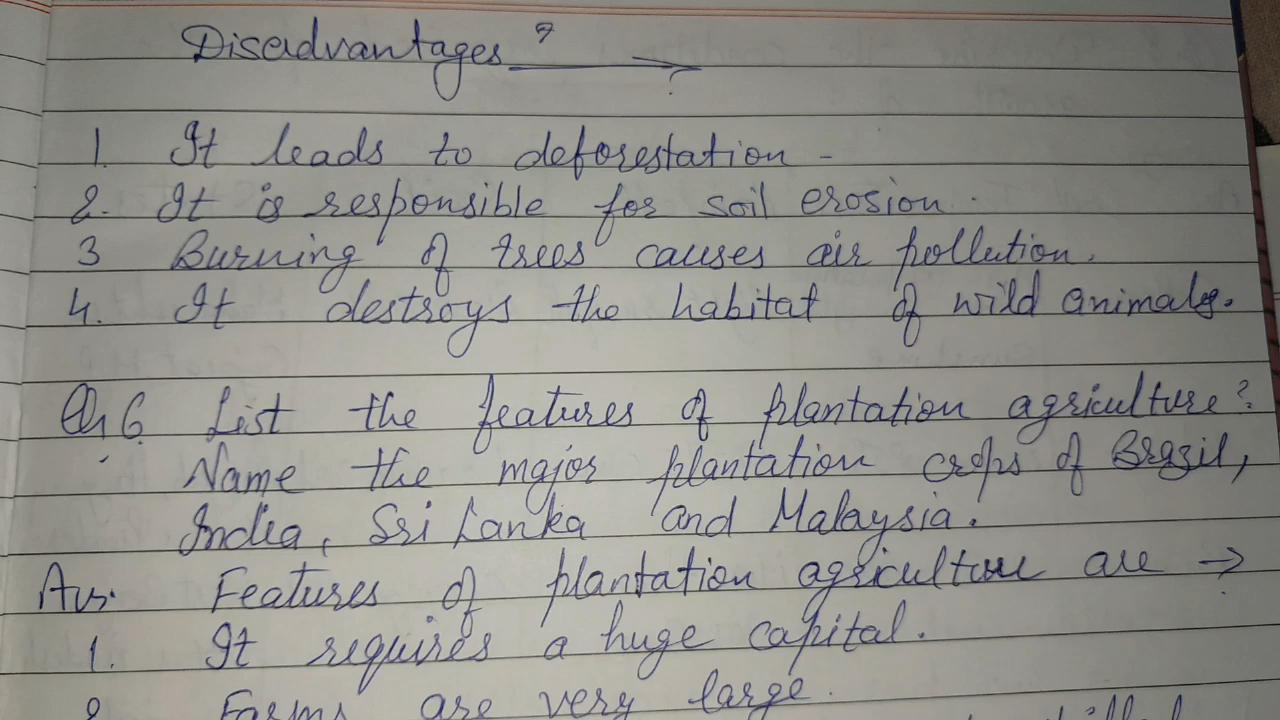 Disadvantages →
1. It leads to deforestation -
2. It is responsible for soil erosion.
3 Burning of trees causes air pollution.
4. It destroys the habitat of wild animals.
Qn 6. List the features of plantation agriculture?
Name the major plantation crops of Brazil,
India, Sri Lanka and Malaysia.
Ans. Features of plantation agriculture are →
1. It requires a huge capital.
2 Farms are very large.